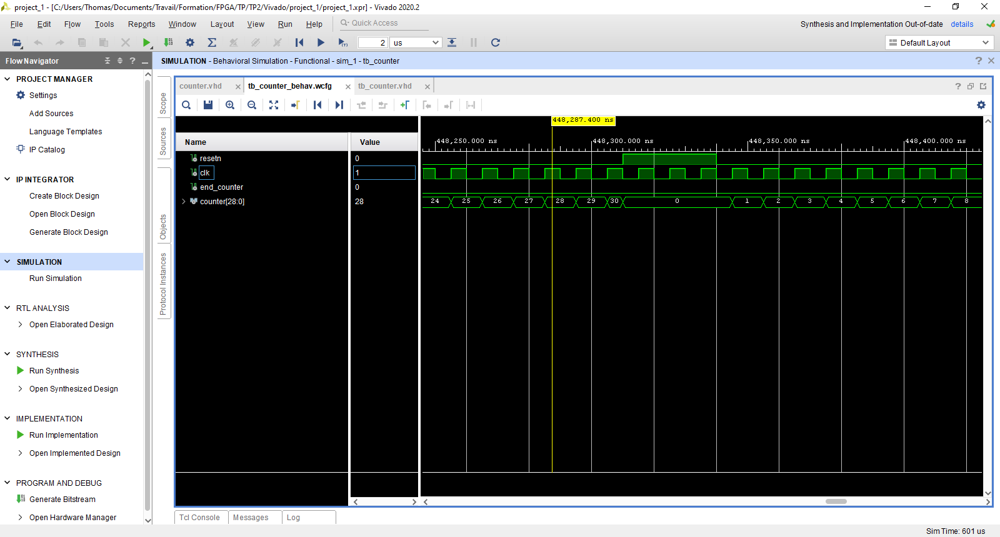 project_1 - [C:/Users/Thomas/Documents/Travail/Formation/FPGA/TP/TP2/Vivado/project_1/project_1.xpr] - Vivado 2020.2
File Edit Flow Tools Reports Window Layout View Run Help Quick Access
Synthesis and Implementation Out-of-date details
2 us
Default Layout
Flow Navigator
SIMULATION - Behavioral Simulation - Functional - sim_1 - tb_counter
PROJECT MANAGER
Settings
Add Sources
Language Templates
IP Catalog
IP INTEGRATOR
Create Block Design
Open Block Design
Generate Block Design
SIMULATION
Run Simulation
RTL ANALYSIS
Open Elaborated Design
SYNTHESIS
Run Synthesis
Open Synthesized Design
IMPLEMENTATION
Run Implementation
Open Implemented Design
PROGRAM AND DEBUG
Generate Bitstream
Open Hardware Manager
Scope
Sources
Objects
Protocol Instances
counter.vhd tb_counter_behav.wcfg tb_counter.vhd
448,287.400 ns
Name Value
448,250.000 ns 448,300.000 ns 448,350.000 ns 448,400.000 ns
resetn 0
clk 1
end_counter 0
counter[28:0] 28
24 25 26 27 28 29 30 0 1 2 3 4 5 6 7 8
Tcl Console Messages Log
Sim Time: 601 us